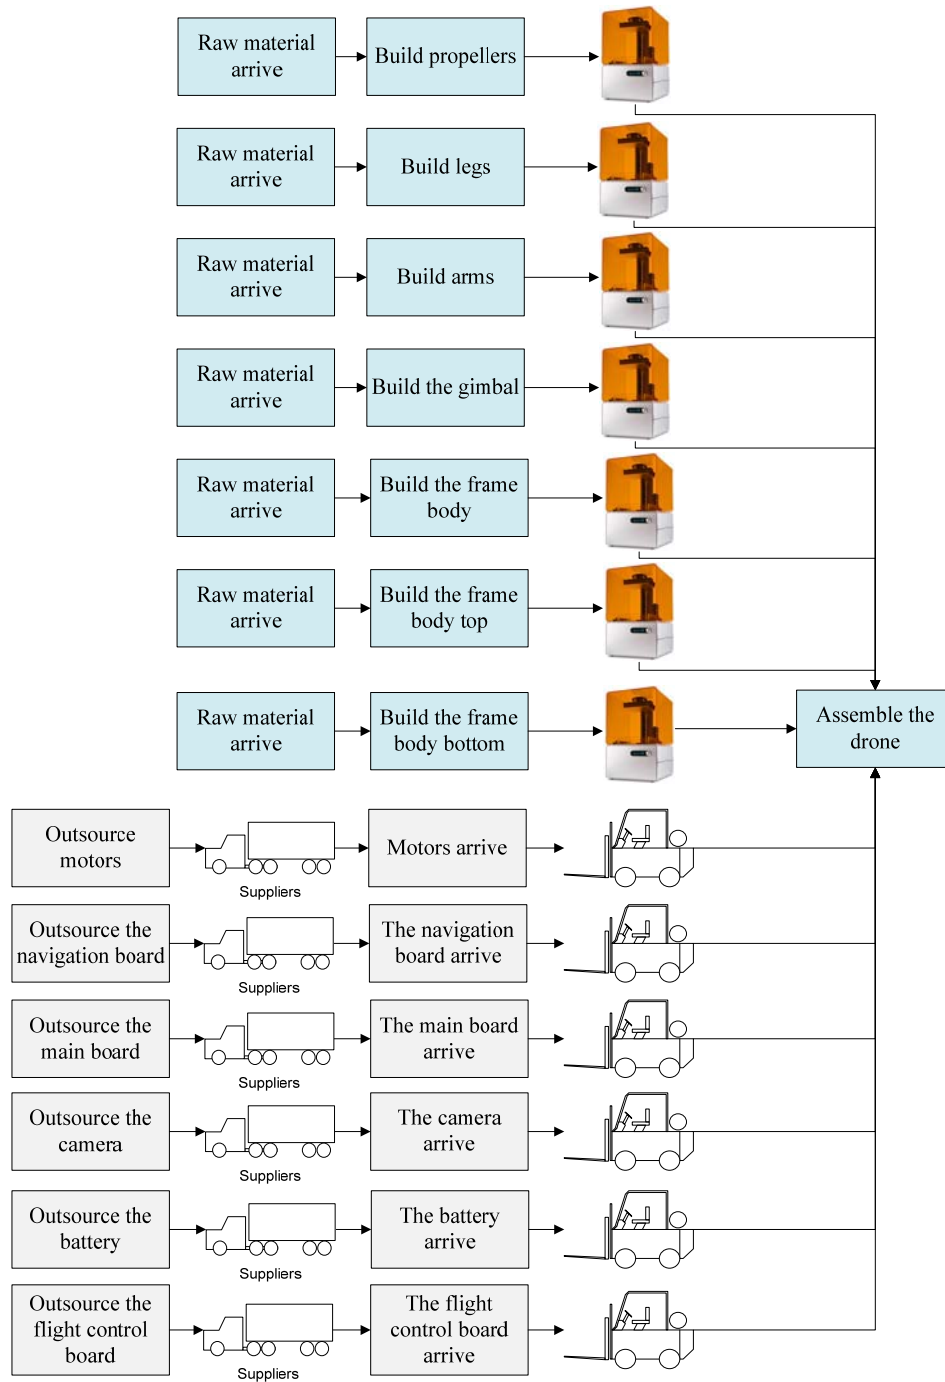 Raw material
arrive
Build propellers
Raw material
arrive
Build legs
Raw material
arrive
Build arms
Raw material
arrive
Build the gimbal
Raw material
arrive
Build the frame
body
Raw material
arrive
Build the frame
body top
Raw material
arrive
Build the frame
body bottom
Assemble the
drone
Outsource
motors
Suppliers
Motors arrive
Outsource the
navigation board
Suppliers
The navigation
board arrive
Outsource the
main board
Suppliers
The main board
arrive
Outsource the
camera
Suppliers
The camera
arrive
Outsource the
battery
Suppliers
The battery
arrive
Outsource the
flight control
board
Suppliers
The flight
control board
arrive